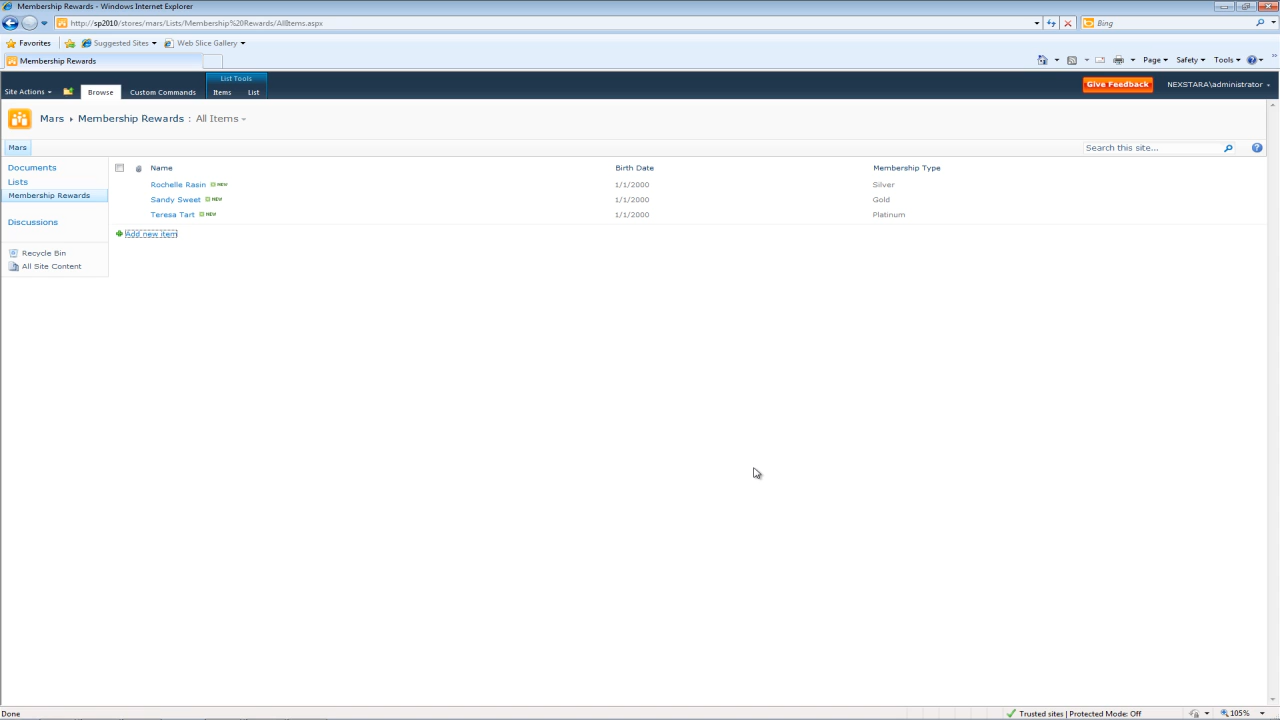 Membership Rewards - Windows Internet Explorer
http://sp2010/stores/mars/Lists/Membership%20Rewards/AllItems.aspx
Bing
Favorites
Suggested Sites
Web Slice Gallery
Membership Rewards
Page
Safety
Tools
List Tools
Site Actions
Browse
Custom Commands
Items
List
Give Feedback
NEXSTARA\administrator
Mars
Membership Rewards : All Items
Mars
Search this site...
Documents
Lists
Membership Rewards
Discussions
Recycle Bin
All Site Content
Name Birth Date Membership Type
Rochelle Rasin NEW 1/1/2000 Silver
Sandy Sweet NEW 1/1/2000 Gold
Teresa Tart NEW 1/1/2000 Platinum
Add new item
Done
Trusted sites | Protected Mode: Off
105%